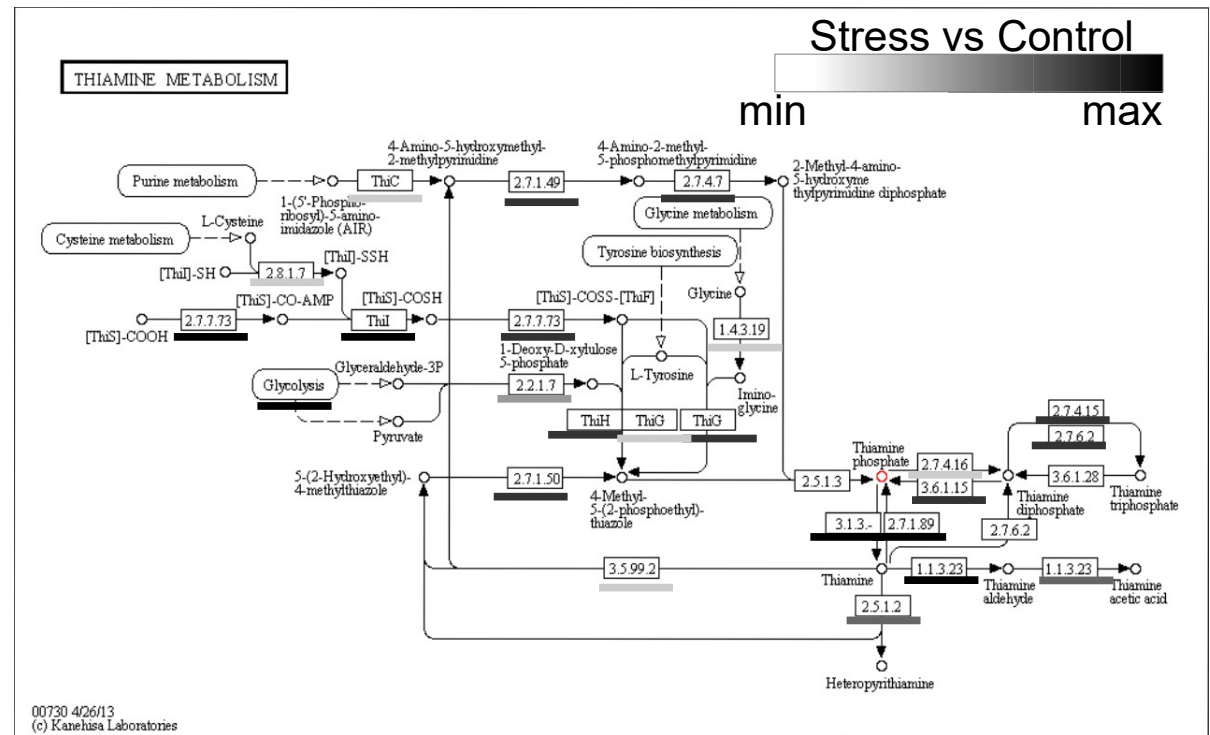 Stress vs Control
min
max
THIAMINE METABOLISM
4-Amino-5-hydroxymethyl-
2-methylpyrimidine
4-Amino-2-methyl-
5-phosphomethylpyrimidine
2-Methyl-4-amino-
5-hydroxyme
thylpyrimidine diphosphate
Purine metabolism
ThiC
2.7.1.49
2.7.4.7
1-(5'-Phospho-
ribosyl)-5-amino-
imidazole (AIR)
Glycine metabolism
L-Cysteine
Cysteine metabolism
Tyrosine biosynthesis
[ThiI]-SH
2.8.1.7
[ThiI]-SSH
Glycine
[ThiS]-CO-AMP
[ThiS]-COSH
[ThiS]-COSS-[ThiF]
[ThiS]-COOH
2.7.7.73
ThiI
2.7.7.73
1.4.3.19
1-Deoxy-D-xylulose
5-phosphate
Glyceraldehyde-3P
L-Tyrosine
Glycolysis
2.2.1.7
Imino-
glycine
Pyruvate
ThiH
ThiG
ThiG
2.7.4.15
2.7.6.2
Thiamine
phosphate
5-(2-Hydroxyethyl)-
4-methylthiazole
2.7.1.50
4-Methyl-
5-(2-phosphoethyl)-
thiazole
2.5.1.3
2.7.4.16
3.6.1.15
Thiamine
diphosphate
3.6.1.28
Thiamine
triphosphate
3.1.3.-
2.7.1.89
2.7.6.2
3.5.99.2
Thiamine
1.1.3.23
Thiamine
aldehyde
1.1.3.23
Thiamine
acetic acid
2.5.1.2
Heteropyrithiamine
00730 4/26/13
(c) Kanehisa Laboratories